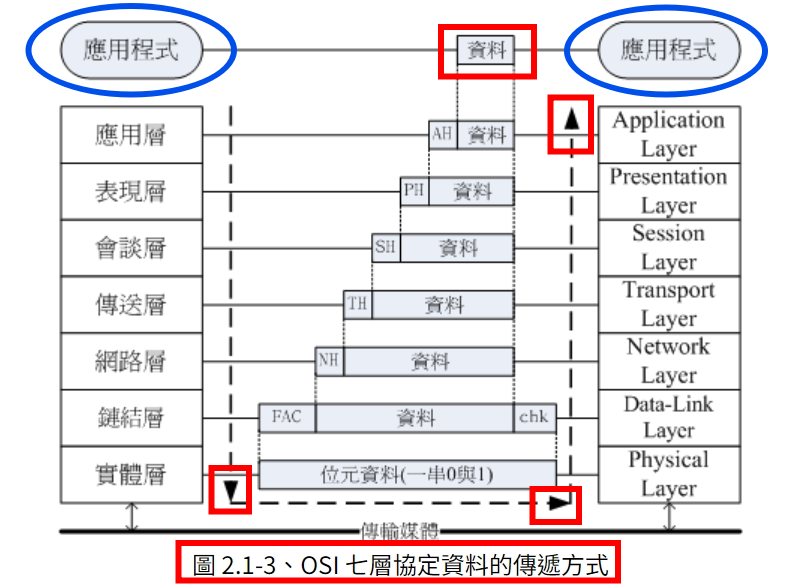 應用程式 資料 應用程式
應用層 AH 資料 Application Layer
表現層 PH 資料 Presentation Layer
會談層 SH 資料 Session Layer
傳送層 TH 資料 Transport Layer
網路層 NH 資料 Network Layer
鏈結層 FAC 資料 chk Data-Link Layer
實體層 位元資料(一串0與1) Physical Layer
傳輸媒體
圖 2.1-3、OSI 七層協定資料的傳遞方式